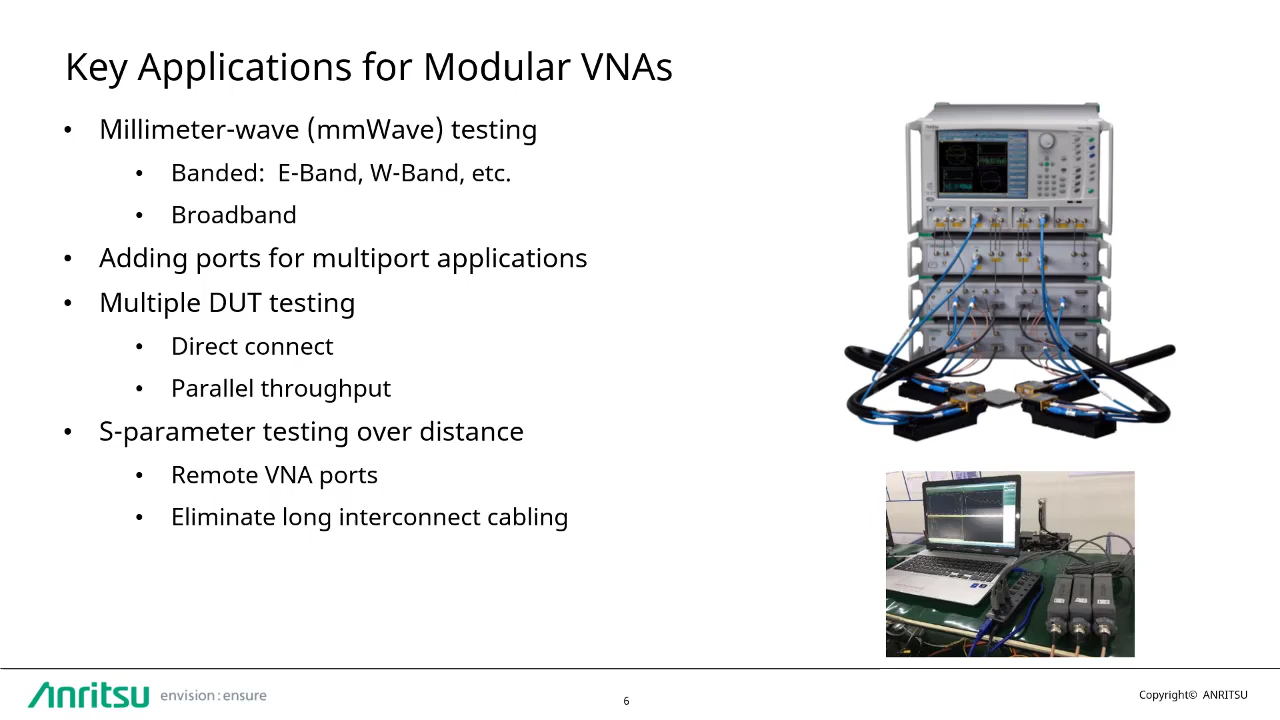 Key Applications for Modular VNAs
• Millimeter-wave (mmWave) testing
• Banded: E-Band, W-Band, etc.
• Broadband
• Adding ports for multiport applications
• Multiple DUT testing
• Direct connect
• Parallel throughput
• S-parameter testing over distance
• Remote VNA ports
• Eliminate long interconnect cabling
Anritsu
Anritsu envision : ensure
6
Copyright© ANRITSU